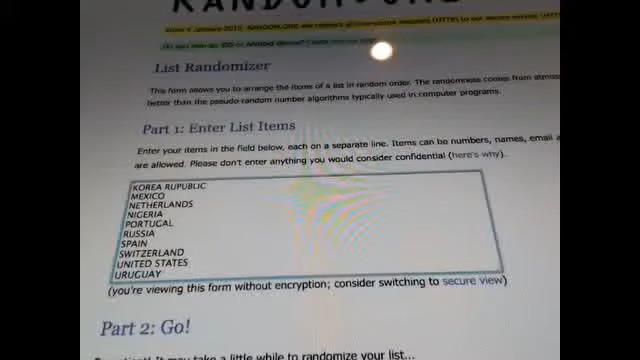 RANDOM.ORG
List Randomizer
This form allows you to arrange the items of a list in random order. The randomness comes from atmos
better than the pseudo-random number algorithms typically used in computer programs.
Part 1: Enter List Items
Enter your items in the field below, each on a separate line. Items can be numbers, names, email a
are allowed. Please don't enter anything you would consider confidential (here's why).
KOREA RUPUBLIC
MEXICO
NETHERLANDS
NIGERIA
PORTUGAL
RUSSIA
SPAIN
SWITZERLAND
UNITED STATES
URUGUAY
(you're viewing this form without encryption; consider switching to secure view)
Part 2: Go!
It may take a little while to randomize your list...